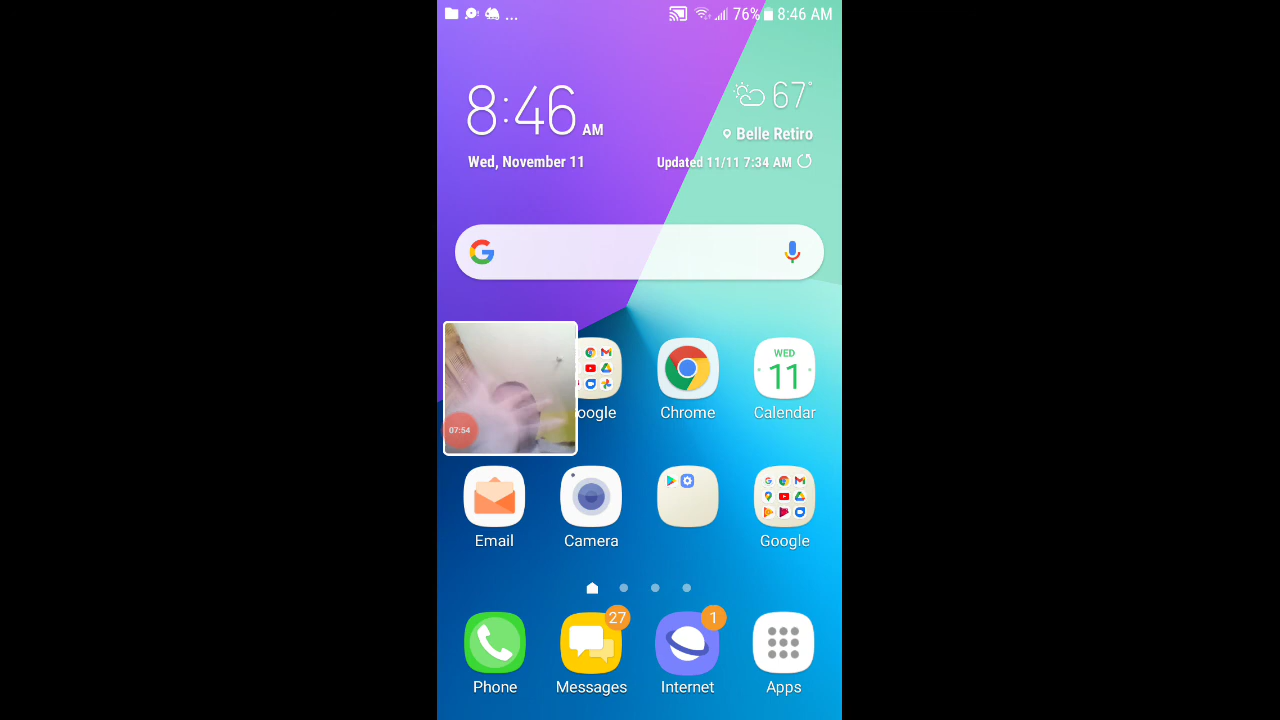 ... 76% 8:46 AM
8:46 AM
67°
Belle Retiro
Wed, November 11
Updated 11/11 7:34 AM
07:54
oogle
Chrome
WED
11
Calendar
Email
Camera
Google
27
1
Phone
Messages
Internet
Apps